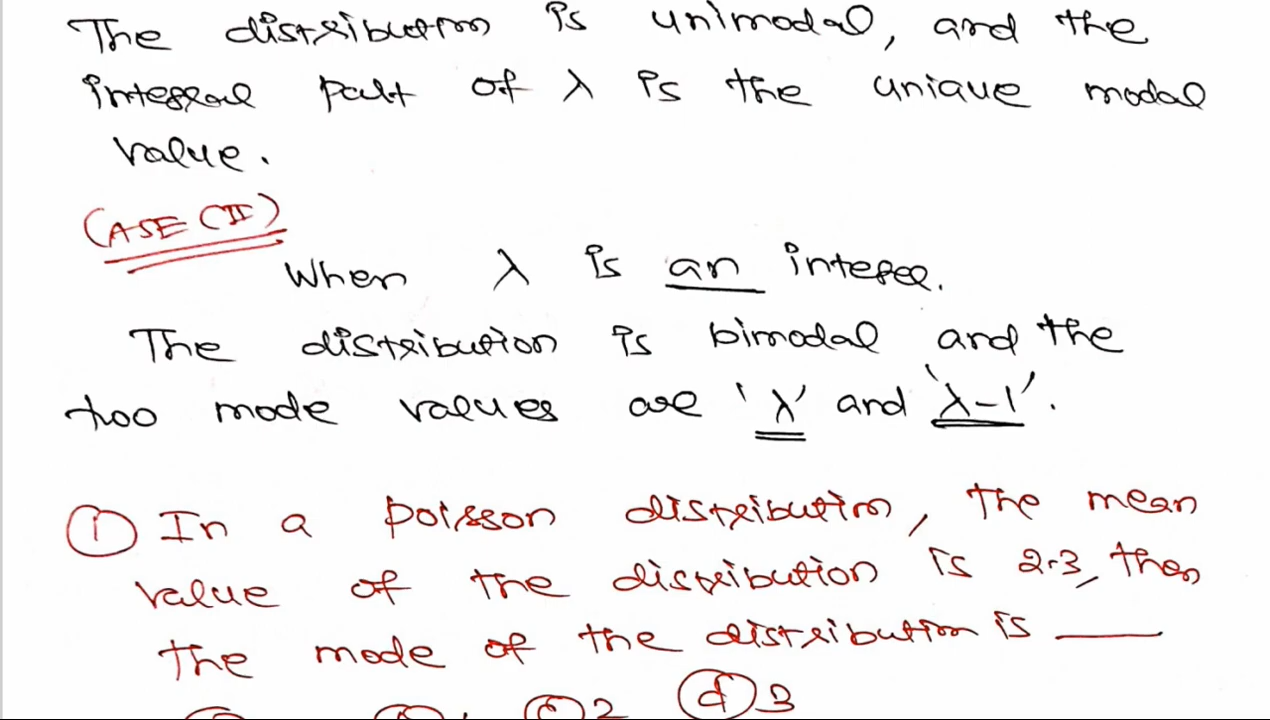 The distribution is unimodal, and the
integral part of λ is the unique modal
value.
CASE (II)
When λ is an integer.
The distribution is bimodal and the
two mode values are 'λ' and 'λ-1'.
① In a poisson distribution, the mean
value of the distribution is 2.3, then
the mode of the distribution is ____
ⓒ 2 ⓓ 3